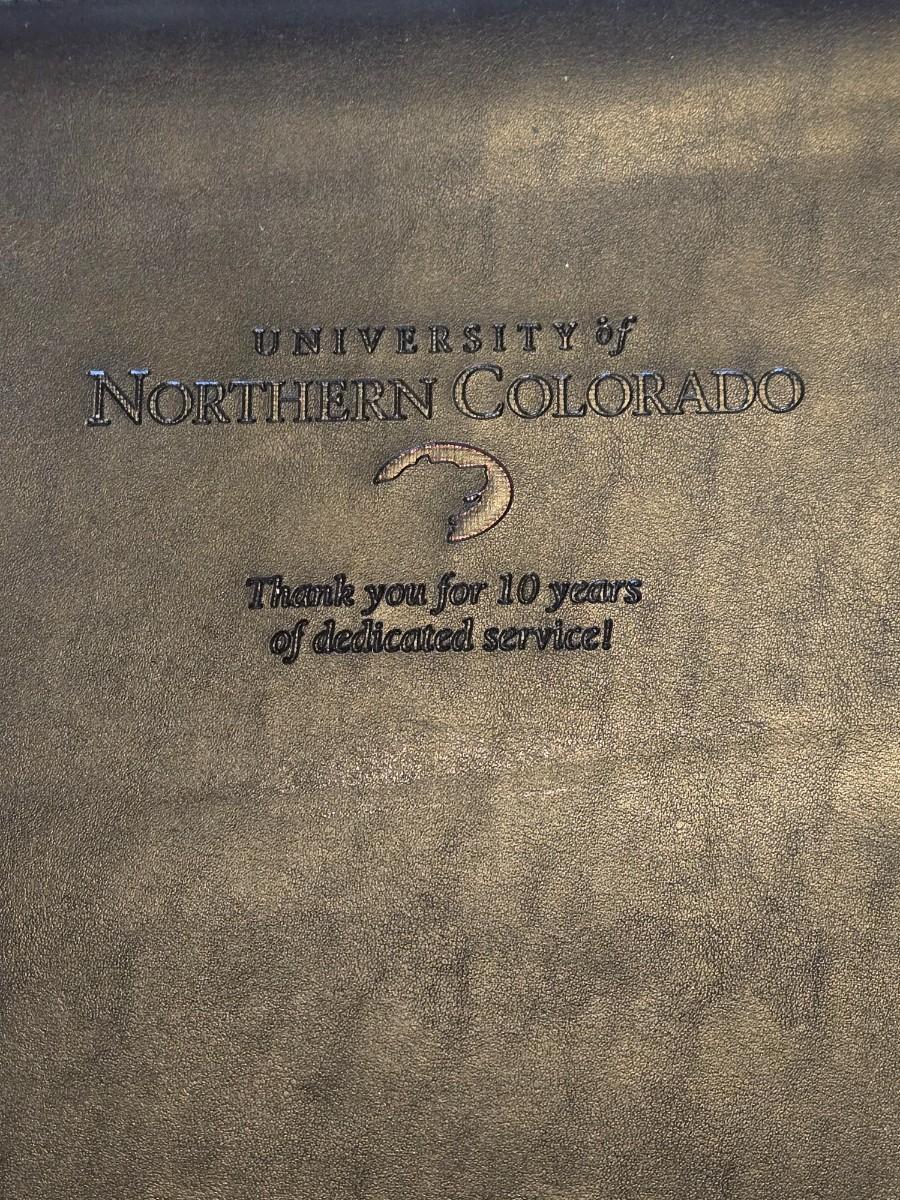 UNIVERSITY of
NORTHERN COLORADO
Thank you for 10 years
of dedicated service!